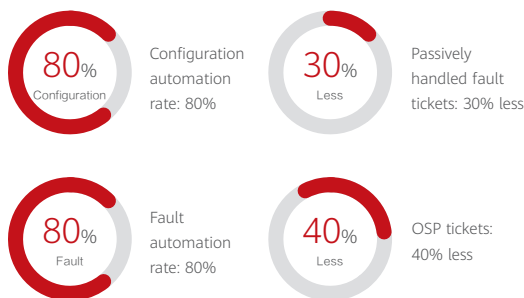 80%
Configuration
Configuration
automation
rate: 80%
30%
Less
Passively
handled fault
tickets: 30% less
80%
Fault
Fault
automation
rate: 80%
40%
Less
OSP tickets:
40% less